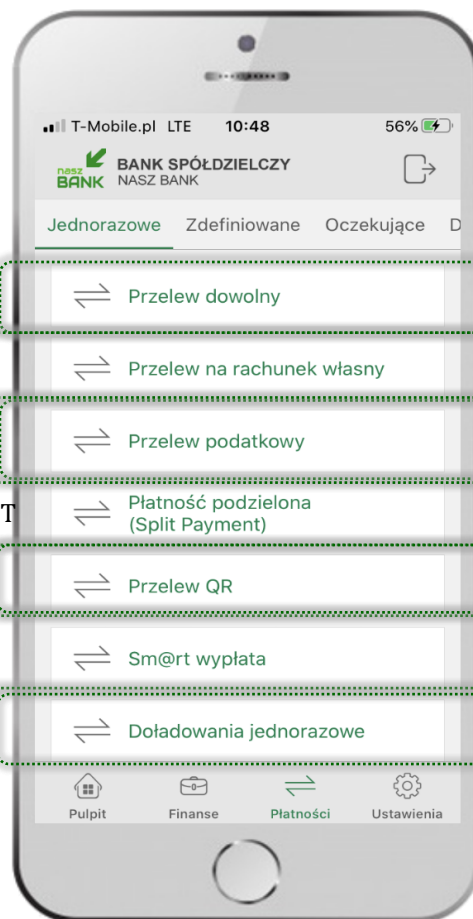 T-Mobile.pl LTE 10:48 56%
nasz BANK BANK SPÓŁDZIELCZY
NASZ BANK
Jednorazowe Zdefiniowane Oczekujące D
Przelew dowolny
Przelew na rachunek własny
Przelew podatkowy
T
Płatność podzielona
(Split Payment)
Przelew QR
Sm@rt wypłata
Doładowania jednorazowe
Pulpit Finanse Płatności Ustawienia